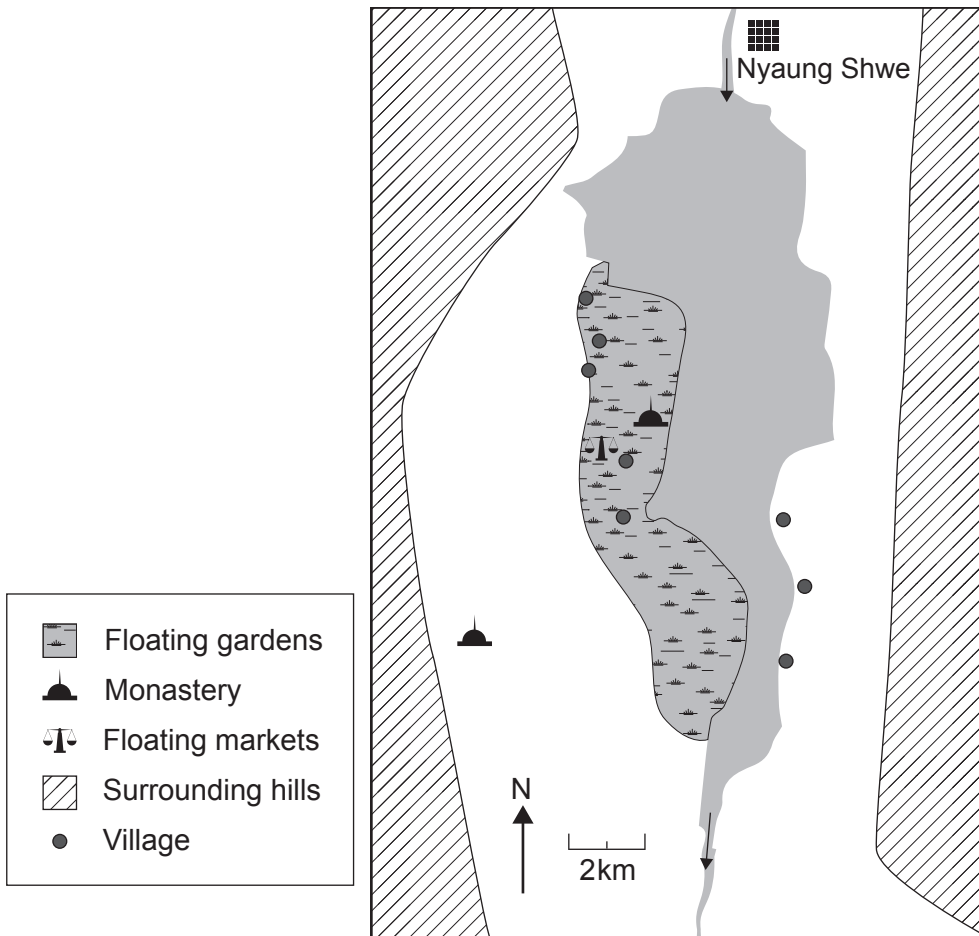 Nyaung Shwe
Floating gardens
Monastery
Floating markets
Surrounding hills
Village
N
2km